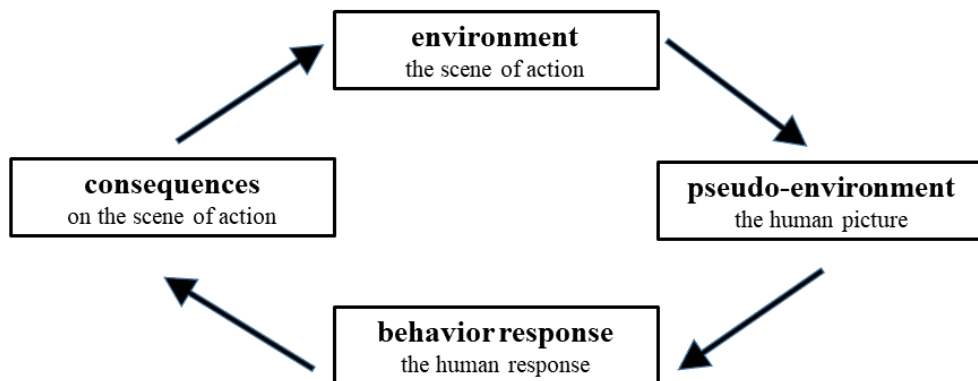 environment
the scene of action
consequences
on the scene of action
pseudo-environment
the human picture
behavior response
the human response